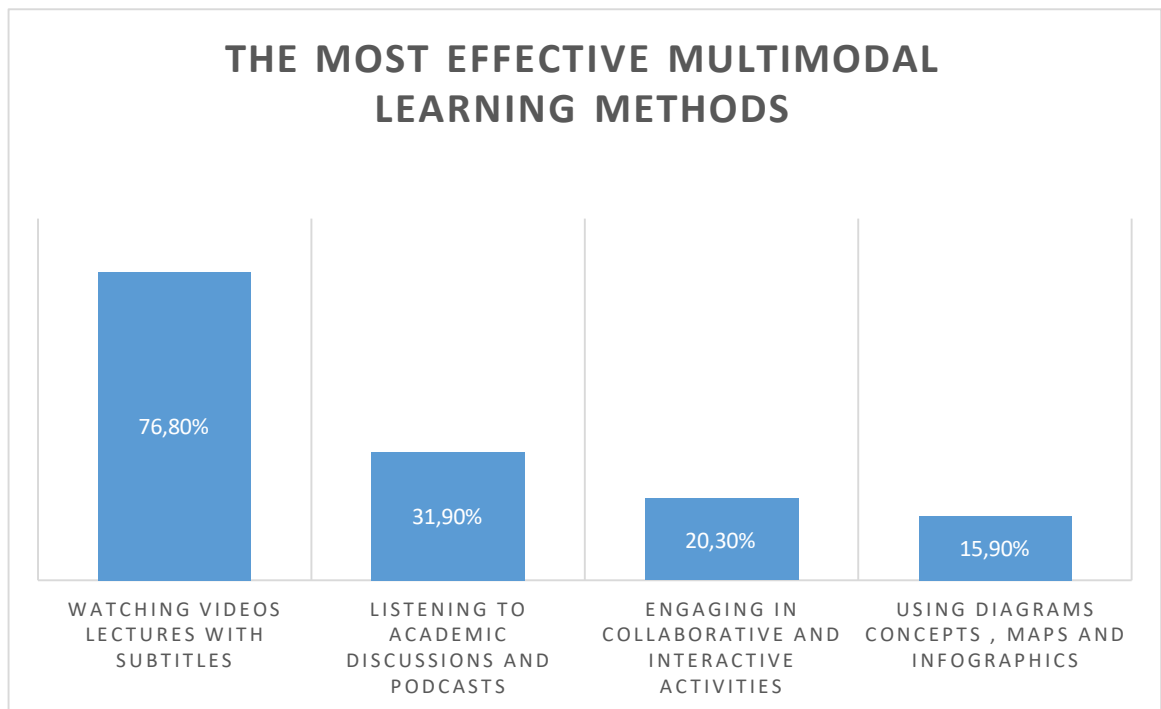 THE MOST EFFECTIVE MULTIMODAL
LEARNING METHODS
76,80%
31,90%
20,30%
15,90%
WATCHING VIDEOS
LECTURES WITH
SUBTITLES
LISTENING TO
ACADEMIC
DISCUSSIONS AND
PODCASTS
ENGAGING IN
COLLABORATIVE AND
INTERACTIVE
ACTIVITIES
USING DIAGRAMS
CONCEPTS , MAPS AND
INFOGRAPHICS